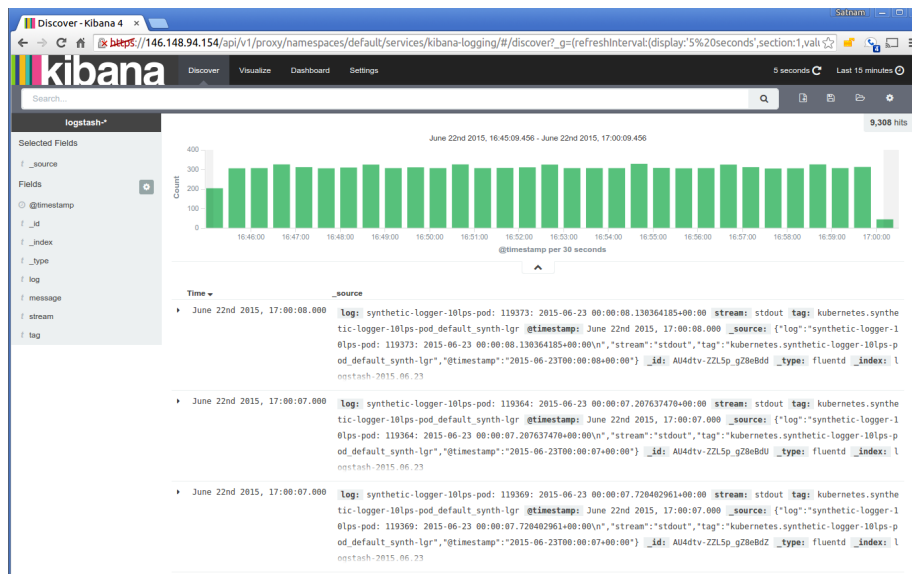 Satnam
Discover - Kibana 4
https://146.148.94.154/api/v1/proxy/namespaces/default/services/kibana-logging/#/discover?_g=(refreshInterval:(display:'5%20seconds',section:1,valu
4
kibana
Discover Visualize Dashboard Settings
5 seconds Last 15 minutes
Search...
logstash-*
9,308 hits
Selected Fields
t _source
Fields
@timestamp
t _id
t _index
t _type
t log
t message
t stream
t tag
June 22nd 2015, 16:45:09.456 - June 22nd 2015, 17:00:09.456
Count
400
300
200
100
0
16:46:00 16:47:00 16:48:00 16:49:00 16:50:00 16:51:00 16:52:00 16:53:00 16:54:00 16:55:00 16:56:00 16:57:00 16:58:00 16:59:00 17:00:00
@timestamp per 30 seconds
Time _source
June 22nd 2015, 17:00:08.000 log: synthetic-logger-10lps-pod: 119373: 2015-06-23 00:00:08.130364185+00:00 stream: stdout tag: kubernetes.synthe
tic-logger-10lps-pod_default_synth-lgr @timestamp: June 22nd 2015, 17:00:08.000 _source: {"log":"synthetic-logger-1
0lps-pod: 119373: 2015-06-23 00:00:08.130364185+00:00\n","stream":"stdout","tag":"kubernetes.synthetic-logger-10lps-p
od_default_synth-lgr","@timestamp":"2015-06-23T00:00:08+00:00"} _id: AU4dtv-ZZL5p_gZ8eBdd _type: fluentd _index: l
ogstash-2015.06.23
June 22nd 2015, 17:00:07.000 log: synthetic-logger-10lps-pod: 119364: 2015-06-23 00:00:07.207637470+00:00 stream: stdout tag: kubernetes.synthe
tic-logger-10lps-pod_default_synth-lgr @timestamp: June 22nd 2015, 17:00:07.000 _source: {"log":"synthetic-logger-1
0lps-pod: 119364: 2015-06-23 00:00:07.207637470+00:00\n","stream":"stdout","tag":"kubernetes.synthetic-logger-10lps-p
od_default_synth-lgr","@timestamp":"2015-06-23T00:00:07+00:00"} _id: AU4dtv-ZZL5p_gZ8eBdU _type: fluentd _index: l
ogstash-2015.06.23
June 22nd 2015, 17:00:07.000 log: synthetic-logger-10lps-pod: 119369: 2015-06-23 00:00:07.720402961+00:00 stream: stdout tag: kubernetes.synthe
tic-logger-10lps-pod_default_synth-lgr @timestamp: June 22nd 2015, 17:00:07.000 _source: {"log":"synthetic-logger-1
0lps-pod: 119369: 2015-06-23 00:00:07.720402961+00:00\n","stream":"stdout","tag":"kubernetes.synthetic-logger-10lps-p
od_default_synth-lgr","@timestamp":"2015-06-23T00:00:07+00:00"} _id: AU4dtv-ZZL5p_gZ8eBdZ _type: fluentd _index: l
ogstash-2015.06.23